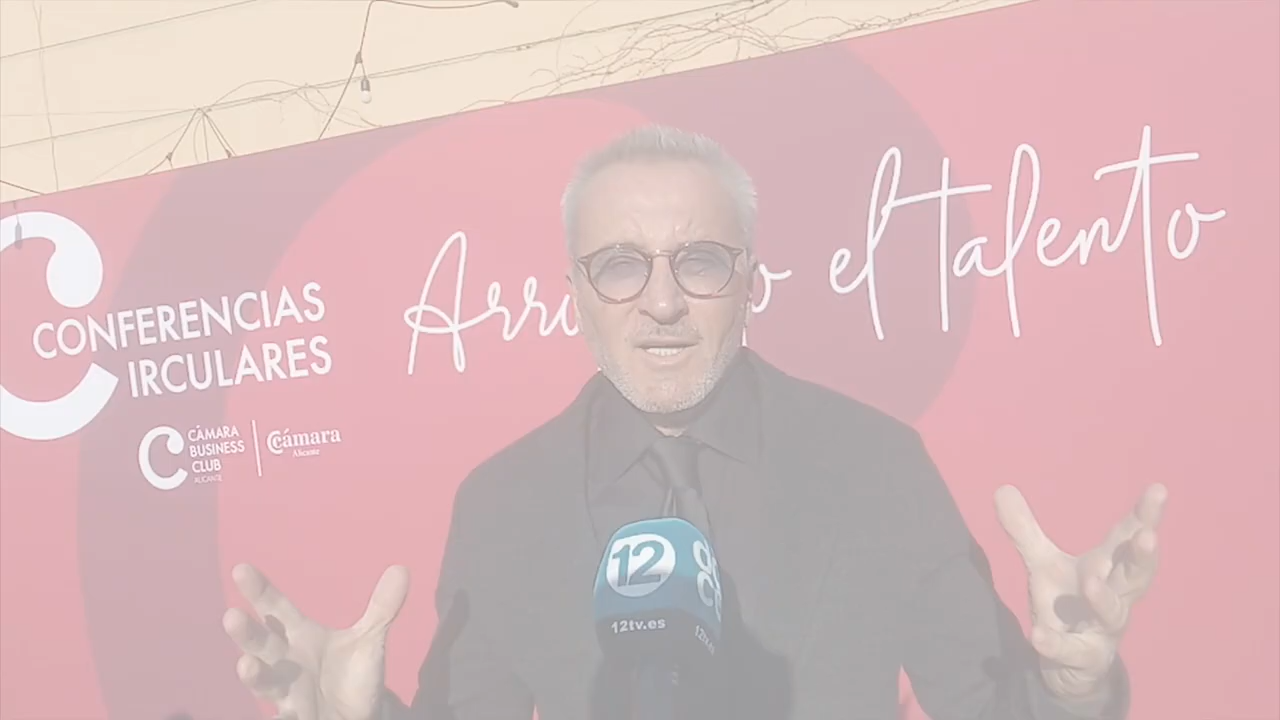 CONFERENCIAS
IRCULARES
el talento
CÁMARA
BUSINESS
CLUB
ALICANTE
Cámara
Alicante
12
12tv.es